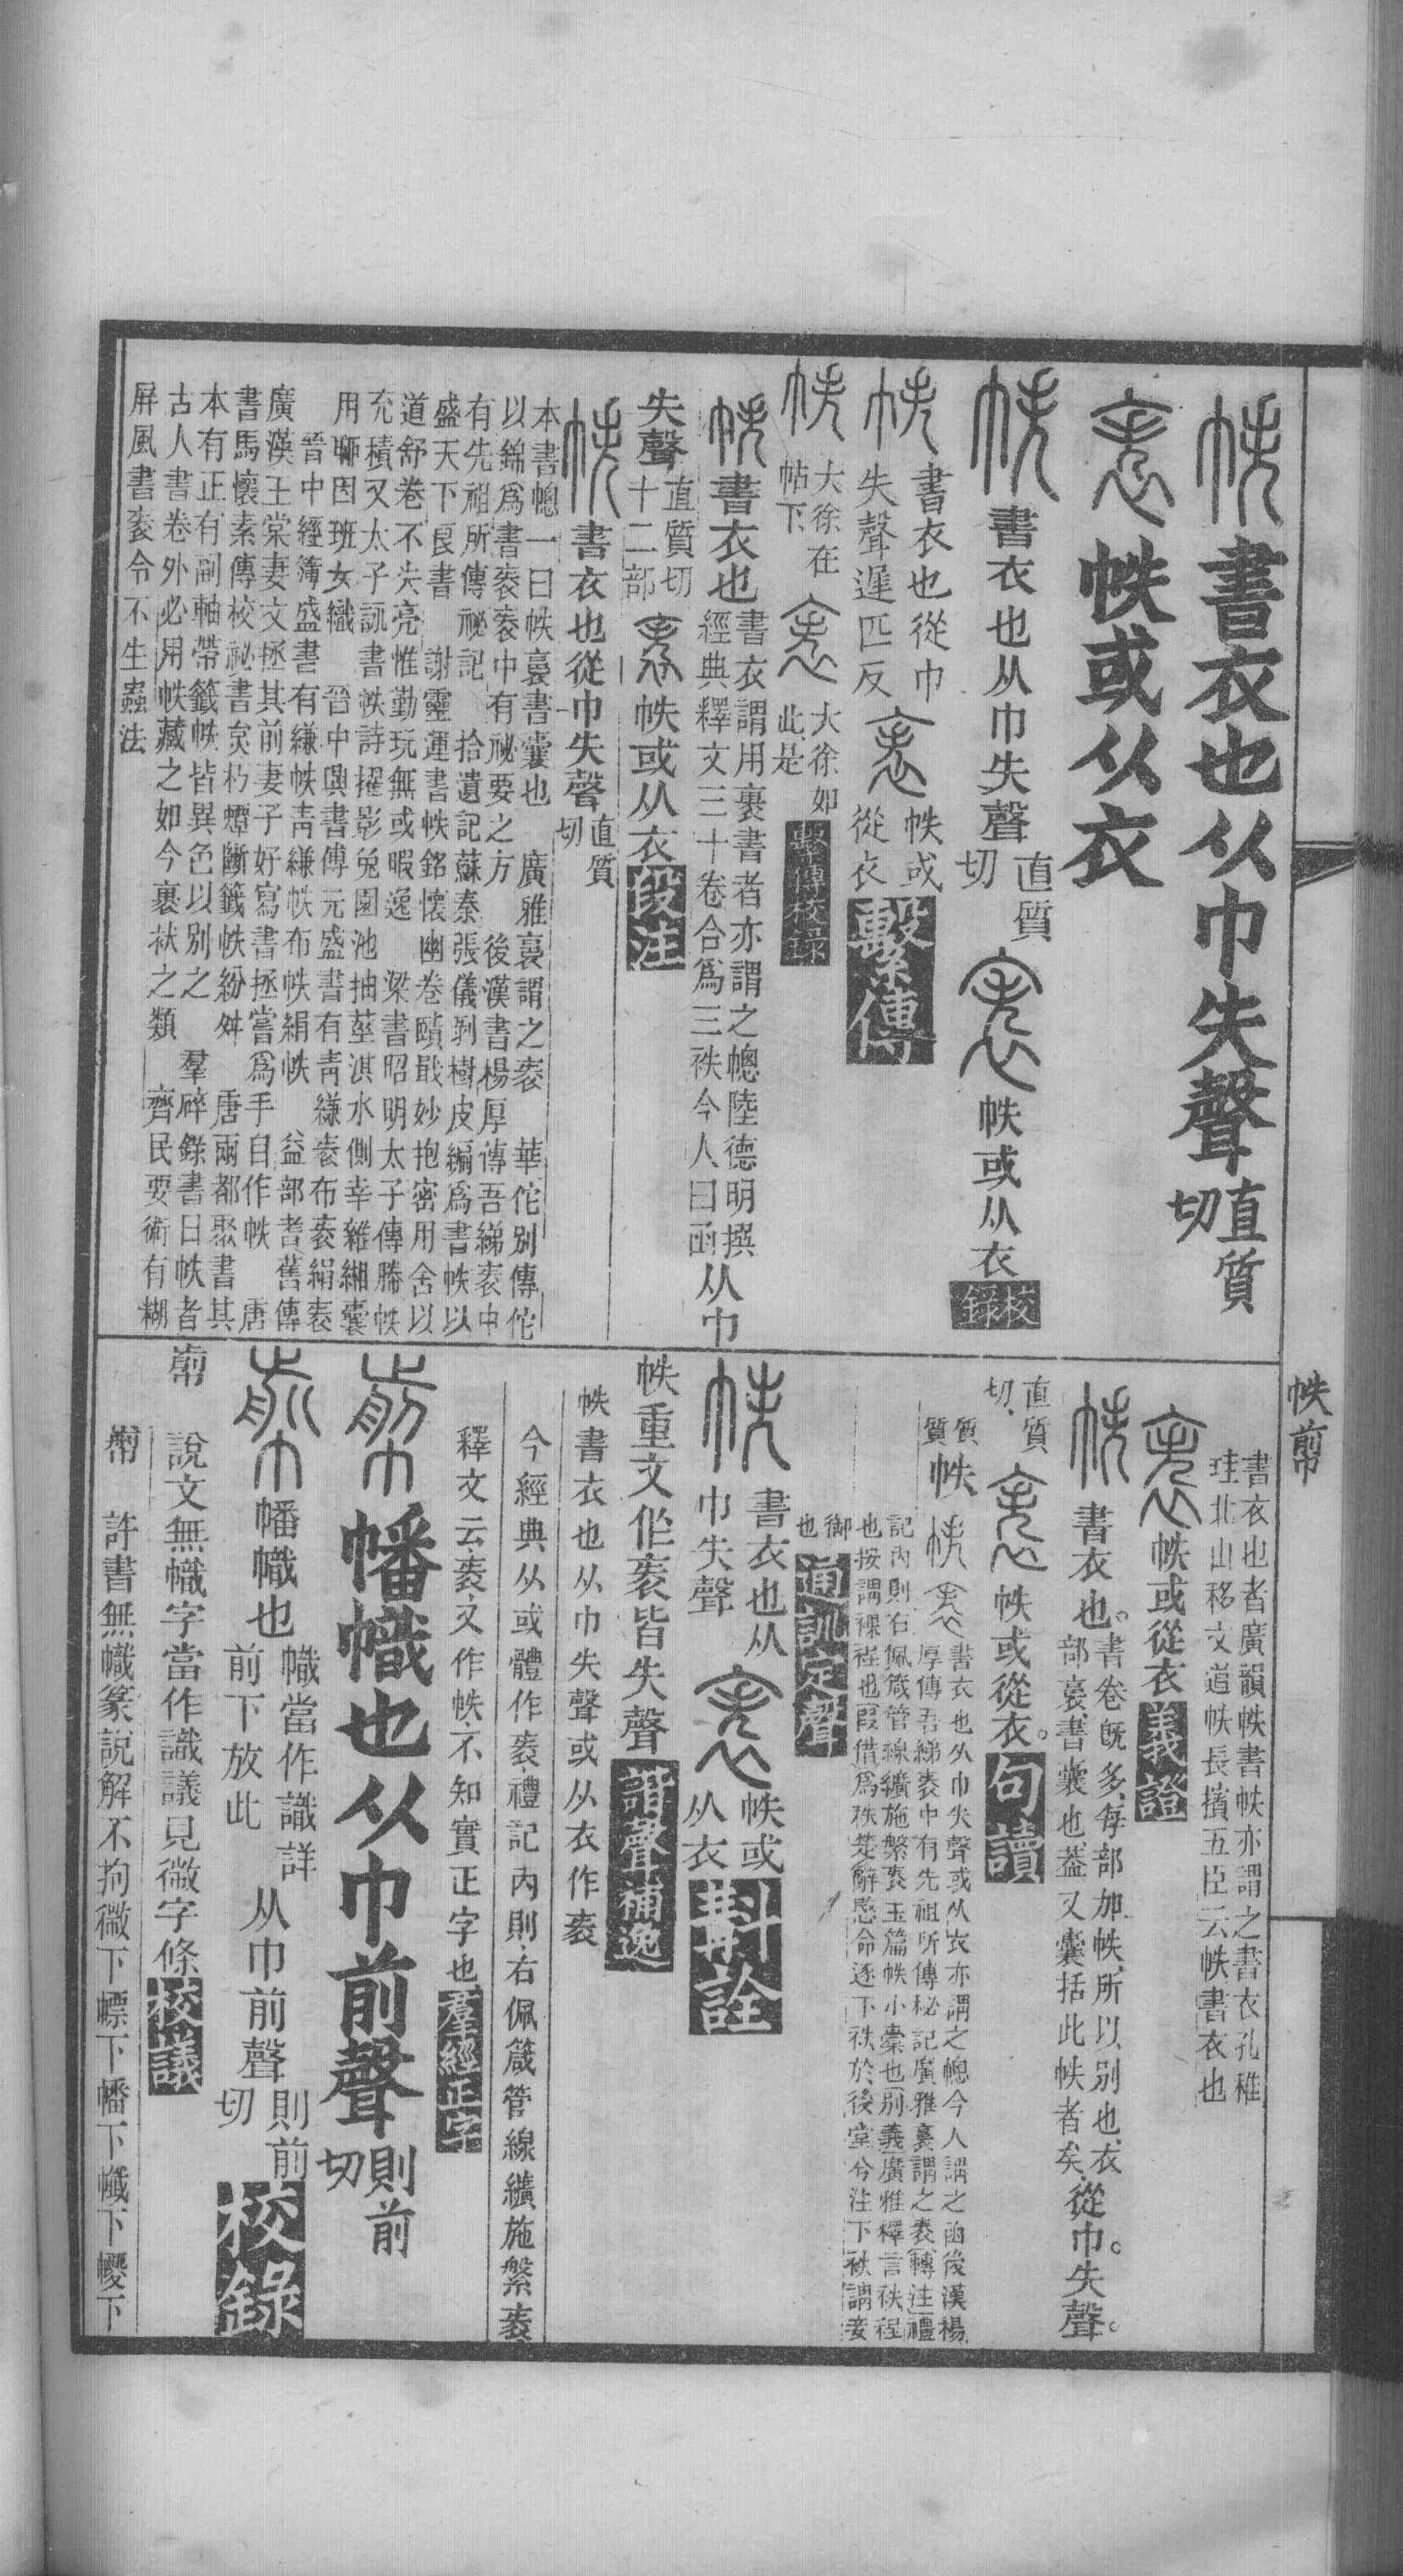 帙 書衣也从巾失聲直質切
袠 帙或从衣
帙 書衣也从巾失聲直質切 袠 帙或从衣 校錄
帙 書衣也從巾失聲遲匹反 袠 帙或從衣 繫傳
帙 大徐在帖下 袠 大徐如此是 繫傳校錄
帙 書衣也書衣謂用裹書者亦謂之幒陸德明撰經典釋文三十卷合爲三袟今人曰函从巾
失聲直質切十二部 袠 帙或从衣 段注
帙 書衣也從巾失聲直質切
本書幒一曰帙裹書囊也 廣雅裹謂之袠 華佗別傳佗
以錦爲書袠袠中有祕要之方 後漢書楊厚傳吾綈袠中
有先祖所傳祕記 拾遺記蘇秦張儀剝樹皮編爲書帙以
盛天下良書 謝靈運書帙銘懷幽卷賾戢妙抱密用舍以
道舒卷不失亮惟勤玩無或暇逸 梁書昭明太子傳縢帙
充積又太子詠書帙詩擢影兔園池抽莖淇水側幸雜緗囊
用聊因班女織 晉中興書傅元盛書有青縑袠布袠絹袠
晉中經簿盛書有縑帙青縑帙布帙絹帙 益部耆舊傳
廣漢王棠妻文拯其前妻子好寫書拯嘗爲手自作帙 唐
書馬懷素傳校祕書矣朽蠹斷籤帙紛舛 唐兩都聚書其
本有正有副軸帶籤帙皆異色以別之 羣碎錄書曰帙者
古人書卷外必用帙藏之如今裹袱之類 齊民要術有糊
屏風書袠令不生蟲法
帙 𢃬
書衣也者廣韻帙書帙亦謂之書衣孔稚
珪北山移文道帙長擯五臣云帙書衣也
袠 帙或從衣 義證
帙 書衣也。書卷旣多、每部加帙、所以別也、衣部裹、書囊也、蓋又囊括此帙者矣、從巾。失聲。
直質切、 袠 帙或從衣。 句讀
質質 帙 帙 袠 書衣也从巾失聲或从衣亦謂之幒今人謂之函後漢楊
厚傳吾綈袠中有先祖所傳秘記廣雅裹謂之袠轉注禮
記內則右佩箴管線纊施縏袠玉篇帙小橐也別義廣雅釋言袟程
也按謂裸裎也假借爲秩楚辭愍命逐下袟於後堂兮注下袟謂妾
御也 通訓定聲
帙 書衣也从巾失聲 袠 帙或从衣 斠詮
帙重文作袠皆失聲 諧聲補逸
帙書衣也从巾失聲或从衣作袠
今經典从或體作袠、禮記內則、右佩箴管線纊、施縏袠
釋文云、袠、又作帙、不知實正字也、 羣經正字
𢃬 幡幟也从巾前聲則前切
𢃬 幡幟也幟當作識詳前下放此从巾前聲則前切 校錄
𢃬 說文無幟字當作識議見微字條 校議
𢃬 許書無幟篆說解不拘微下幖下幡下幟下㡧下